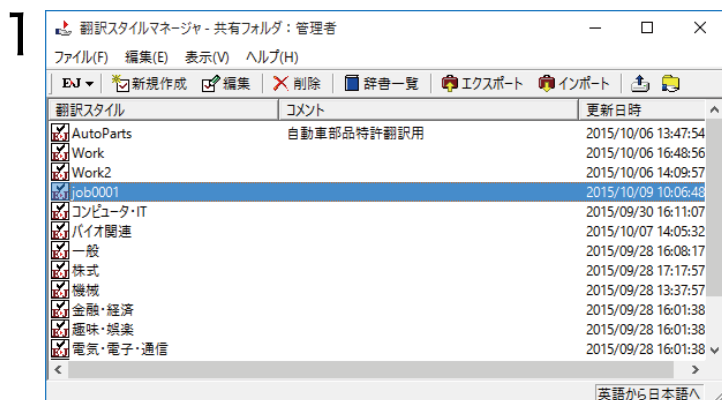 1
翻訳スタイルマネージャ - 共有フォルダ：管理者
ファイル(F) 編集(E) 表示(V) ヘルプ(H)
EJ 新規作成 編集 削除 辞書一覧 エクスポート インポート
翻訳スタイル コメント 更新日時
AutoParts 自動車部品特許翻訳用 2015/10/06 13:47:54
Work 2015/10/06 16:48:56
Work2 2015/10/06 14:09:57
job0001 2015/10/09 10:06:48
コンピュータ・IT 2015/09/30 16:11:07
バイオ関連 2015/10/07 14:05:32
一般 2015/09/28 16:08:17
株式 2015/09/28 17:17:57
機械 2015/09/28 13:37:57
金融・経済 2015/09/28 16:01:38
趣味・娯楽 2015/09/28 16:01:38
電気・電子・通信 2015/09/28 16:01:38
英語から日本語へ